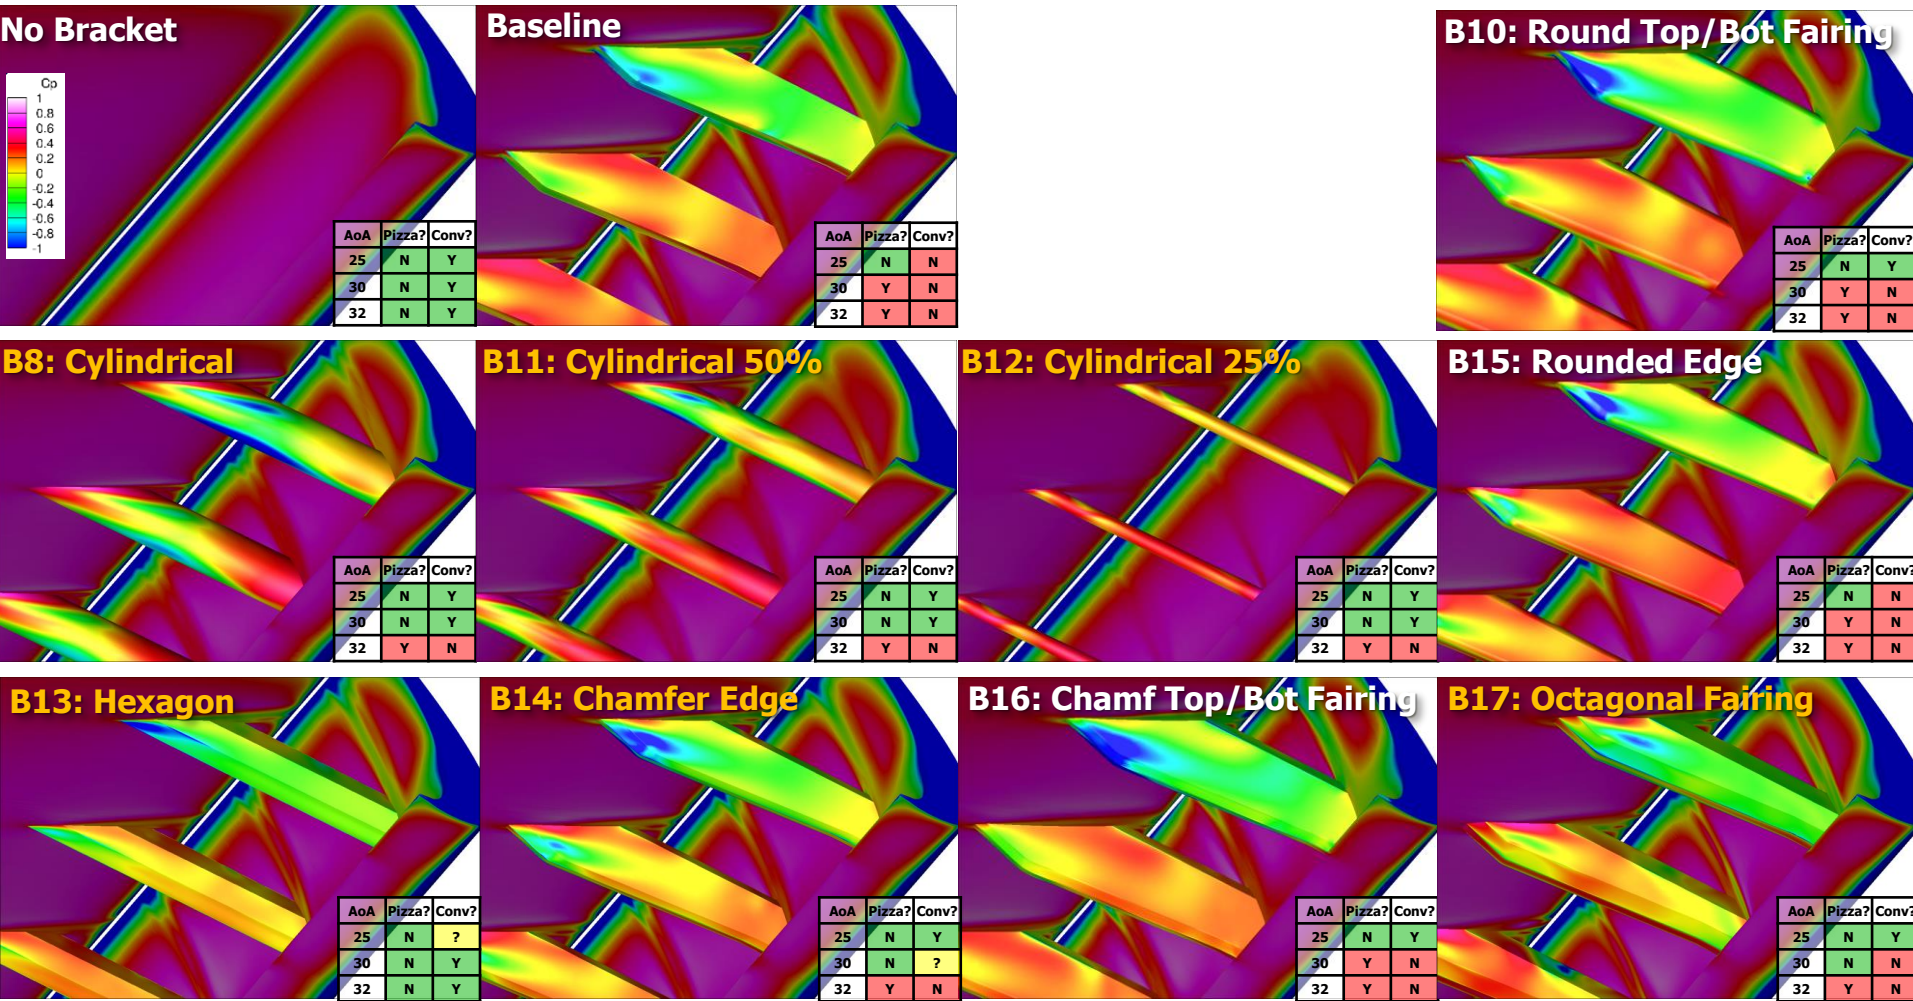 No Bracket
Cp
1
0.8
0.6
0.4
0.2
0
-0.2
-0.4
-0.6
-0.8
-1
AoA Pizza? Conv?
25 N Y
30 N Y
32 N Y
Baseline
AoA Pizza? Conv?
25 N N
30 Y N
32 Y N
B10: Round Top/Bot Fairing
AoA Pizza? Conv?
25 N Y
30 Y N
32 Y N
B8: Cylindrical
AoA Pizza? Conv?
25 N Y
30 N Y
32 Y N
B11: Cylindrical 50%
AoA Pizza? Conv?
25 N Y
30 N Y
32 Y N
B12: Cylindrical 25%
AoA Pizza? Conv?
25 N Y
30 N Y
32 Y N
B15: Rounded Edge
AoA Pizza? Conv?
25 N N
30 Y N
32 Y N
B13: Hexagon
AoA Pizza? Conv?
25 N ?
30 N Y
32 N Y
B14: Chamfer Edge
AoA Pizza? Conv?
25 N Y
30 N ?
32 Y N
B16: Chamf Top/Bot Fairing
AoA Pizza? Conv?
25 N Y
30 Y N
32 Y N
B17: Octagonal Fairing
AoA Pizza? Conv?
25 N Y
30 N N
32 Y N